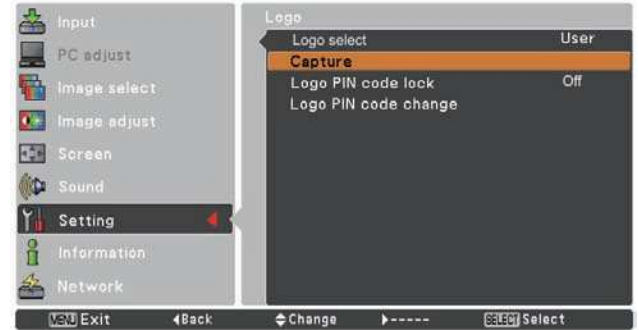 Input
PC adjust
Image select
Image adjust
Screen
Sound
Setting
Information
Network
Logo
Logo select User
Capture
Logo PIN code lock Off
Logo PIN code change
MENU Exit Back Change ----- SELECT Select